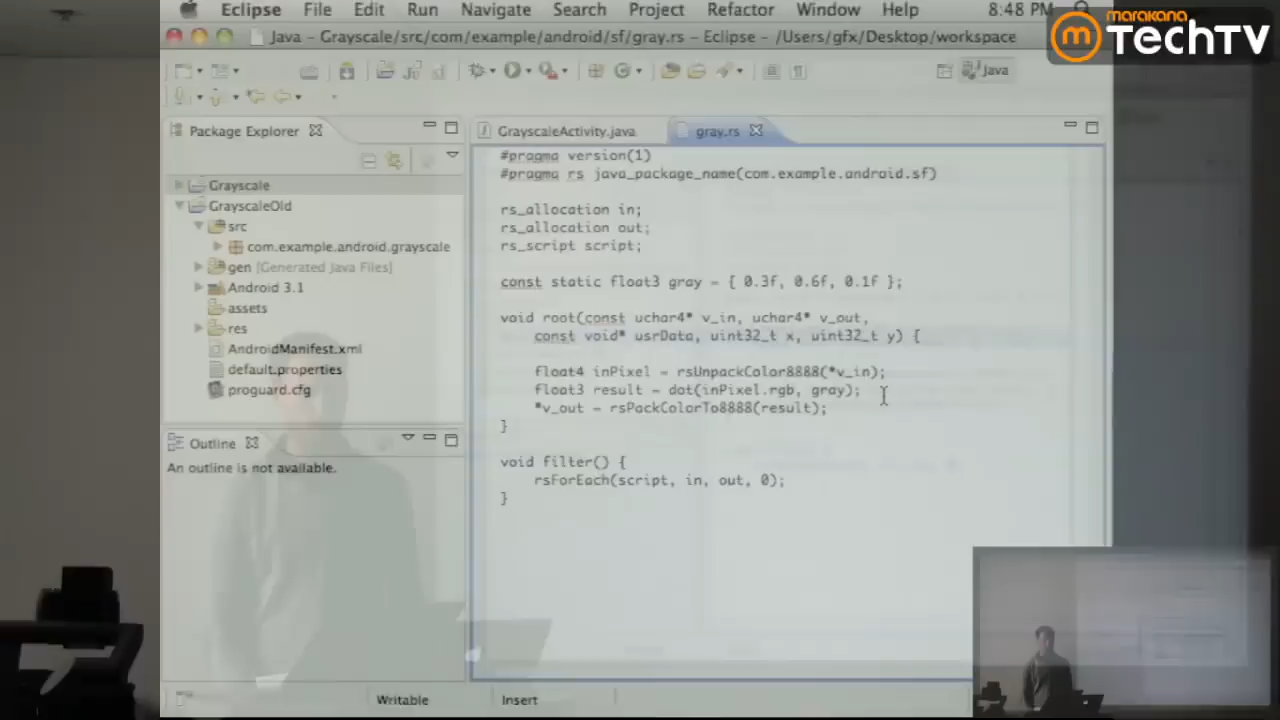 Eclipse File Edit Run Navigate Search Project Refactor Window Help 8:48 PM
marakana
TechTV
Java – Grayscale/src/com/example/android/sf/gray.rs – Eclipse – /Users/gfx/Desktop/workspace
Java
Package Explorer
Grayscale
GrayscaleOld
src
com.example.android.grayscale
gen [Generated Java Files]
Android 3.1
assets
res
AndroidManifest.xml
default.properties
proguard.cfg
Outline
An outline is not available.
GrayscaleActivity.java gray.rs
#pragma version(1)
#pragma rs java_package_name(com.example.android.sf)
rs_allocation in;
rs_allocation out;
rs_script script;
const static float3 gray = { 0.3f, 0.6f, 0.1f };
void root(const uchar4* v_in, uchar4* v_out,
const void* usrData, uint32_t x, uint32_t y) {
float4 inPixel = rsUnpackColor8888(*v_in);
float3 result = dot(inPixel.rgb, gray);
*v_out = rsPackColorTo8888(result);
}
void filter() {
rsForEach(script, in, out, 0);
}
Writable Insert